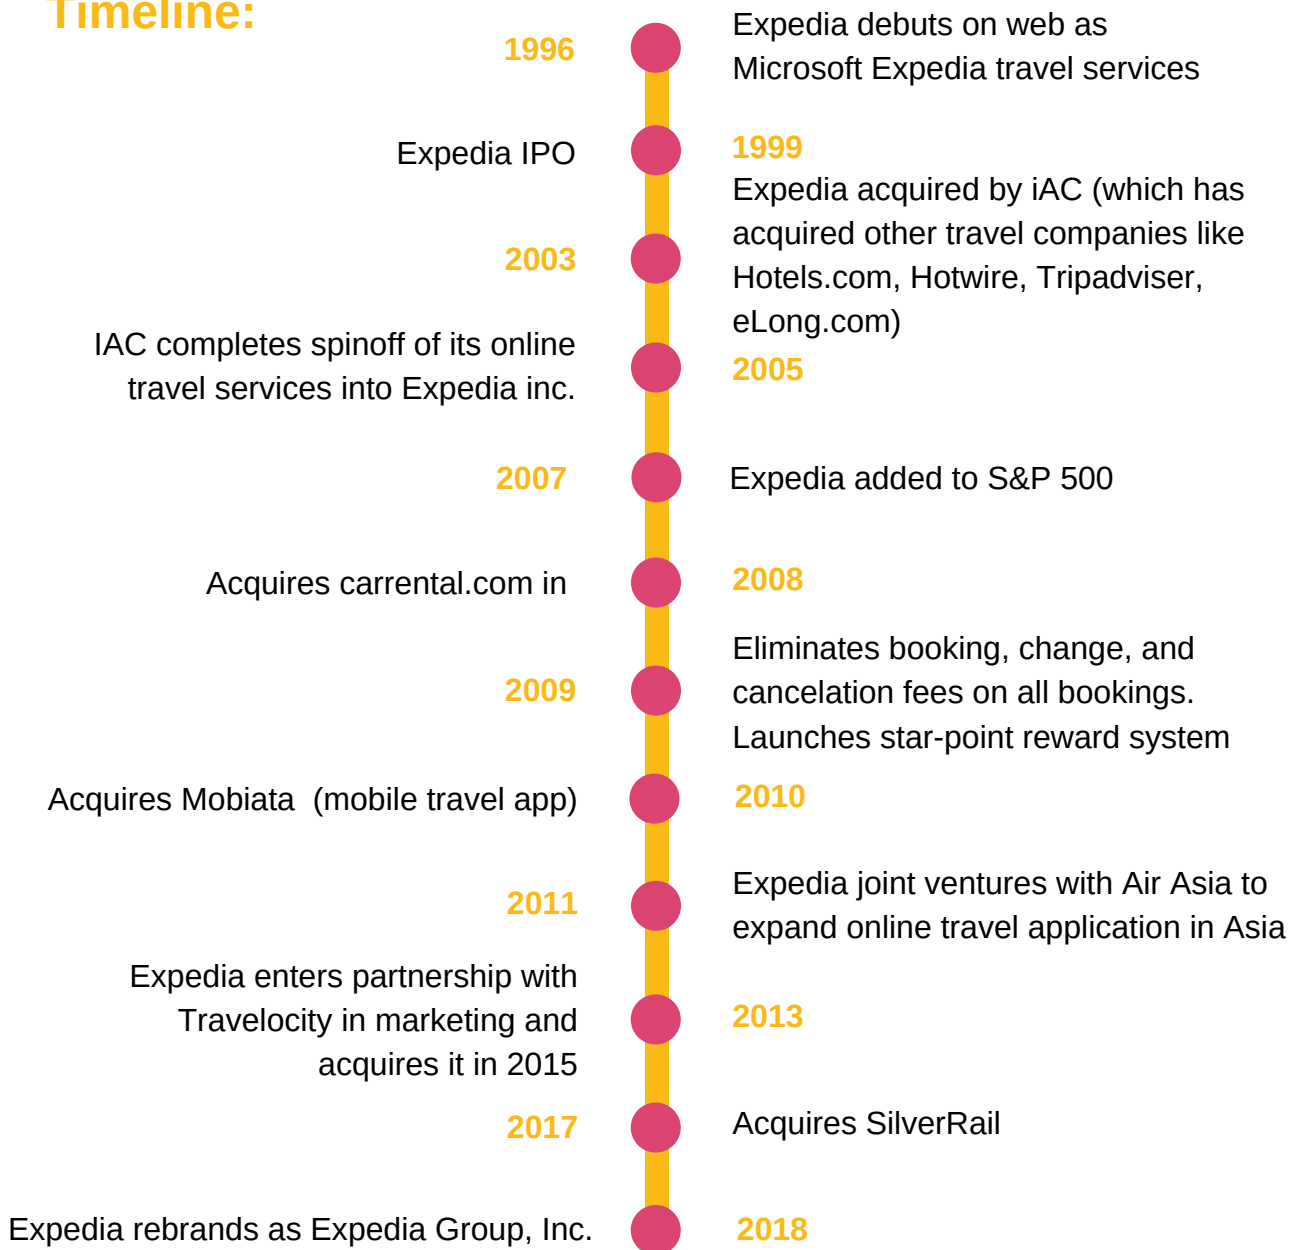 Timeline:
1996
Expedia debuts on web as
Microsoft Expedia travel services
Expedia IPO
1999
2003
Expedia acquired by iAC (which has
acquired other travel companies like
Hotels.com, Hotwire, Tripadviser,
eLong.com)
IAC completes spinoff of its online
travel services into Expedia inc.
2005
2007
Expedia added to S&P 500
Acquires carrental.com in
2008
2009
Eliminates booking, change, and
cancelation fees on all bookings.
Launches star-point reward system
Acquires Mobiata (mobile travel app)
2010
2011
Expedia joint ventures with Air Asia to
expand online travel application in Asia
Expedia enters partnership with
Travelocity in marketing and
acquires it in 2015
2013
2017
Acquires SilverRail
Expedia rebrands as Expedia Group, Inc.
2018